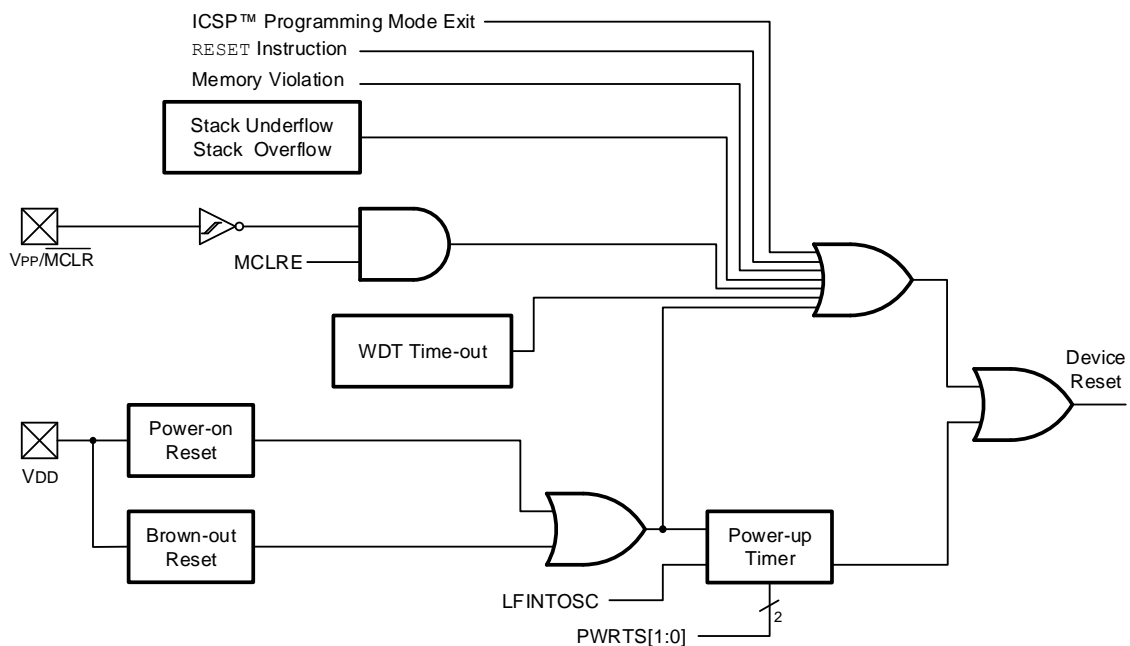 ICSP™ Programming Mode Exit
RESET Instruction
Memory Violation
Stack Underflow
Stack Overflow
VPP/MCLR
MCLRE
WDT Time-out
Device
Reset
VDD
Power-on
Reset
Brown-out
Reset
Power-up
Timer
LFINTOSC
2
PWRTS[1:0]